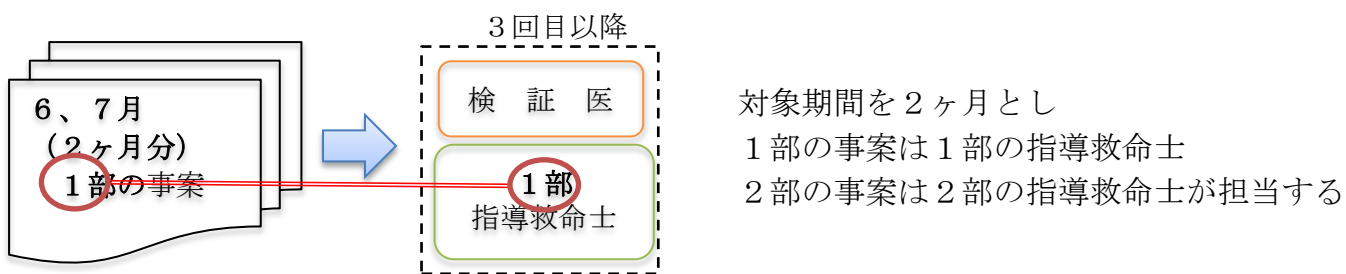 3回目以降
6、7月
(2ヶ月分)
1部の事案
検 証 医
1部
指導救命士
対象期間を2ヶ月とし
1部の事案は1部の指導救命士
2部の事案は2部の指導救命士が担当する